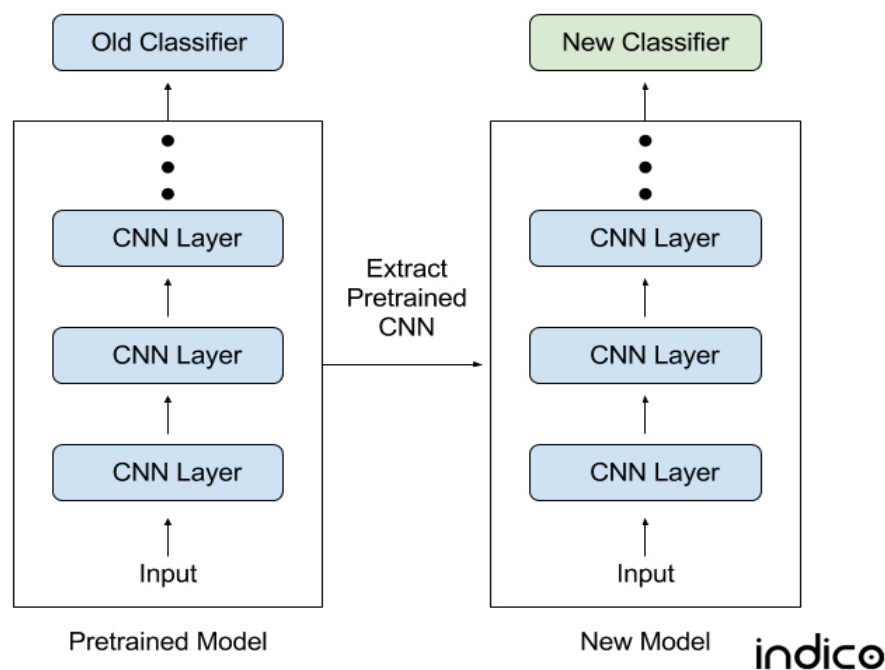 Old Classifier
CNN Layer
CNN Layer
CNN Layer
Input
Pretrained Model
Extract
Pretrained
CNN
New Classifier
CNN Layer
CNN Layer
CNN Layer
Input
New Model
indico